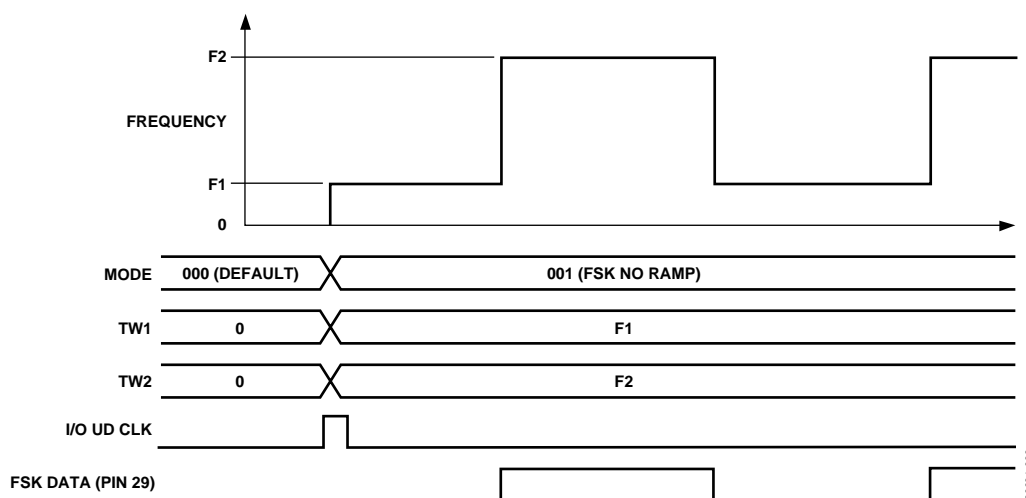 F2
FREQUENCY
F1
0
MODE 000 (DEFAULT) 001 (FSK NO RAMP)
TW1 0 F1
TW2 0 F2
I/O UD CLK
FSK DATA (PIN 29)